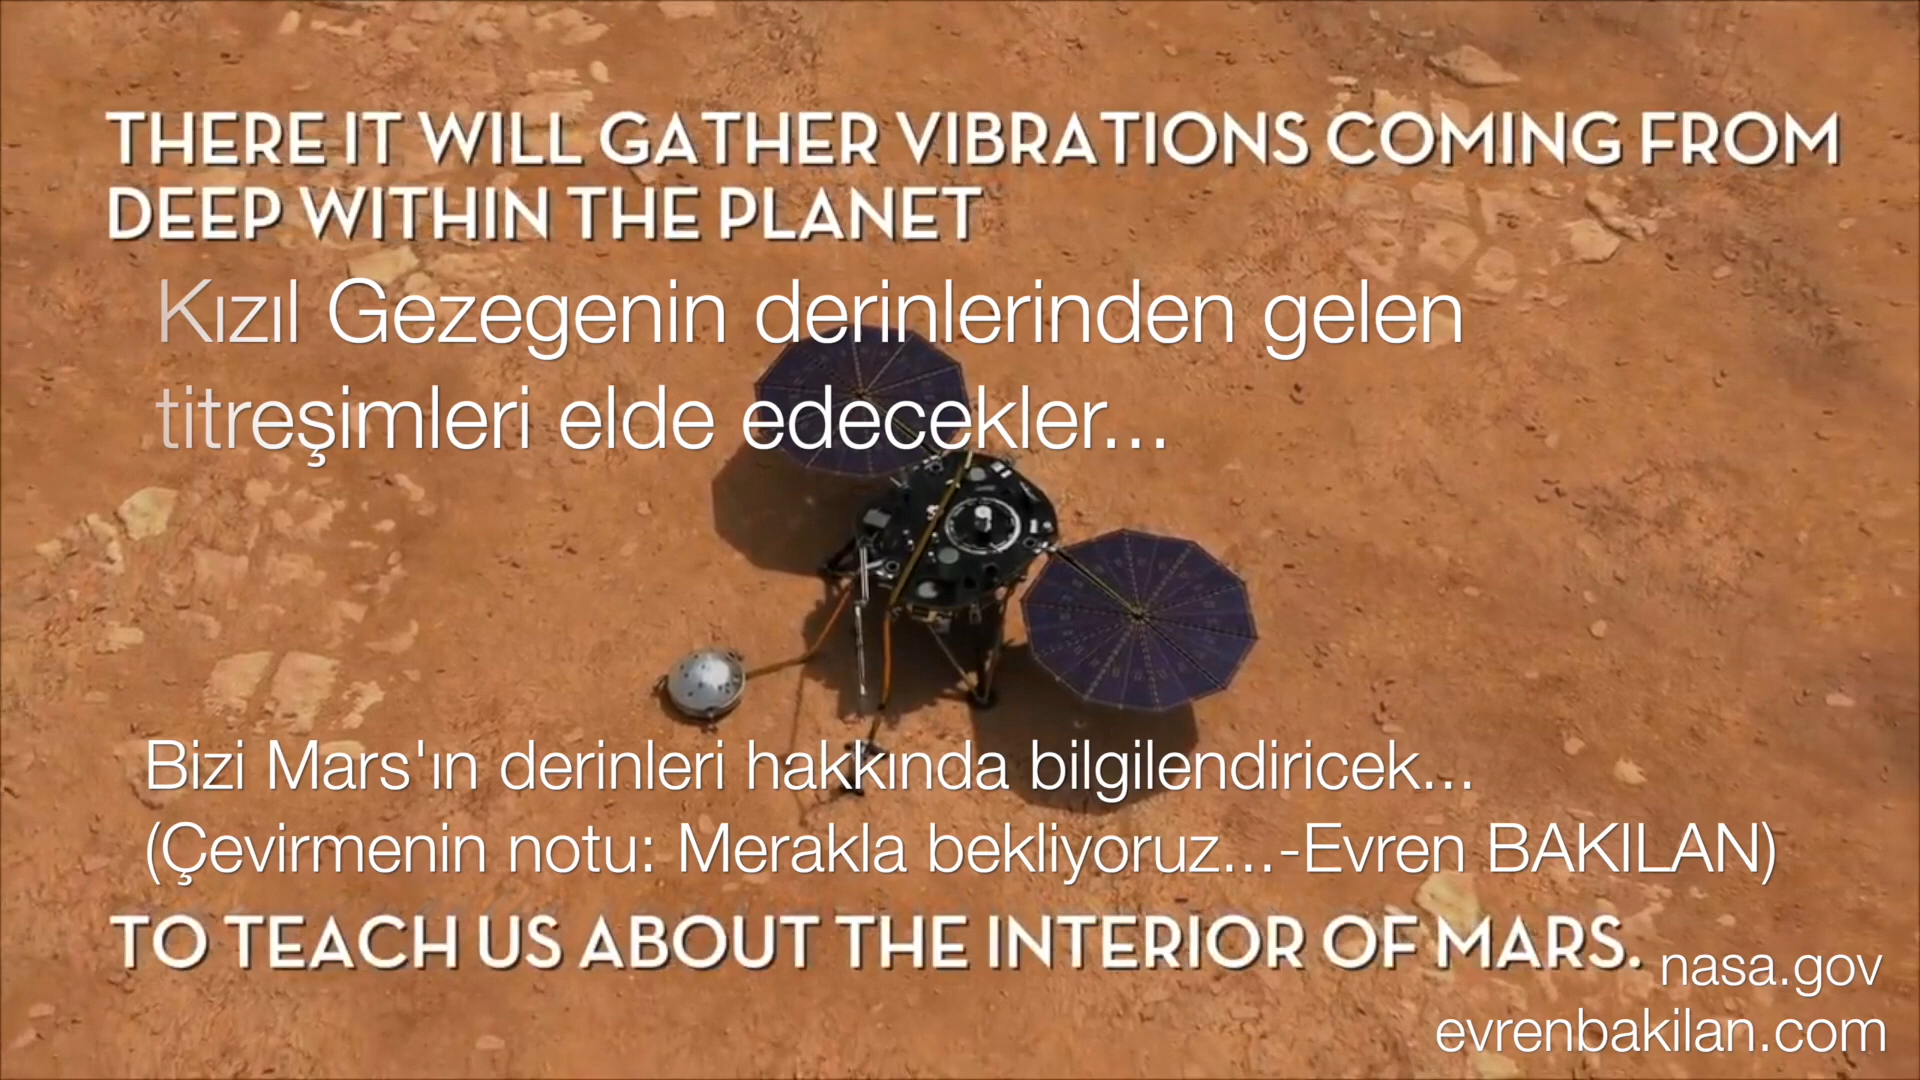 THERE IT WILL GATHER VIBRATIONS COMING FROM
DEEP WITHIN THE PLANET
Kızıl Gezegenin derinlerinden gelen
titreşimleri elde edecekler...
Bizi Mars'ın derinleri hakkında bilgilendiricek...
(Çevirmenin notu: Merakla bekliyoruz...-Evren BAKILAN)
TO TEACH US ABOUT THE INTERIOR OF MARS.
nasa.gov
evrenbakilan.com